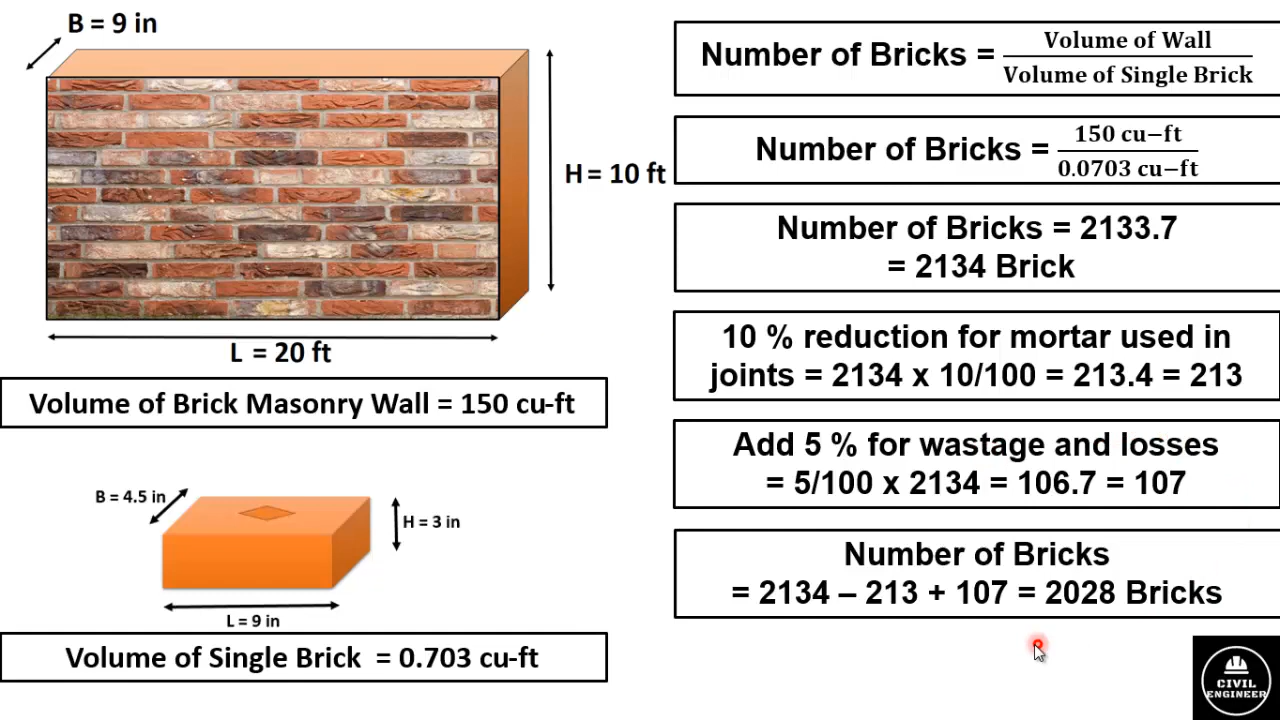 B = 9 in
H = 10 ft
L = 20 ft
Volume of Brick Masonry Wall = 150 cu-ft
B = 4.5 in
H = 3 in
L = 9 in
Volume of Single Brick = 0.703 cu-ft
Number of Bricks = Volume of Wall / Volume of Single Brick
Number of Bricks = 150 cu−ft / 0.0703 cu−ft
Number of Bricks = 2133.7
= 2134 Brick
10 % reduction for mortar used in
joints = 2134 x 10/100 = 213.4 = 213
Add 5 % for wastage and losses
= 5/100 x 2134 = 106.7 = 107
Number of Bricks
= 2134 – 213 + 107 = 2028 Bricks
CIVIL
ENGINEER